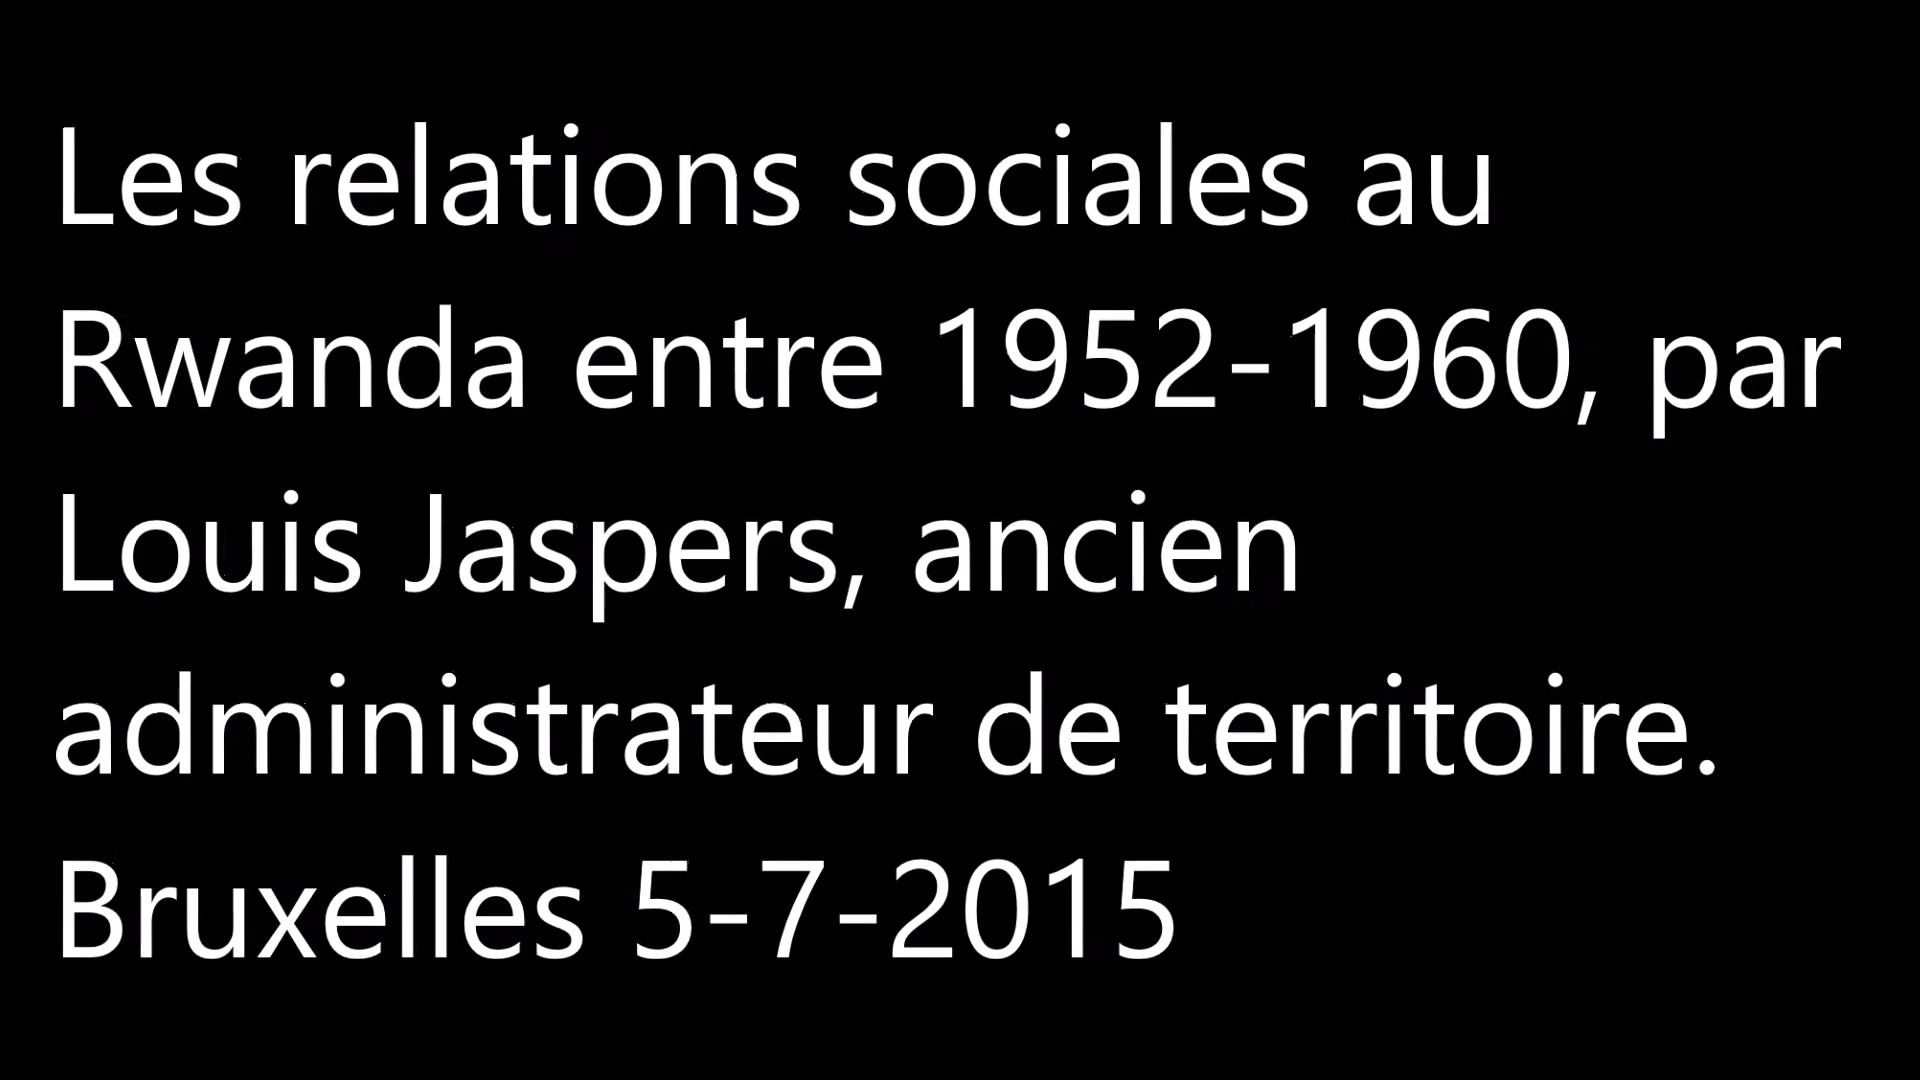 Les relations sociales au
Rwanda entre 1952-1960, par
Louis Jaspers, ancien
administrateur de territoire.
Bruxelles 5-7-2015